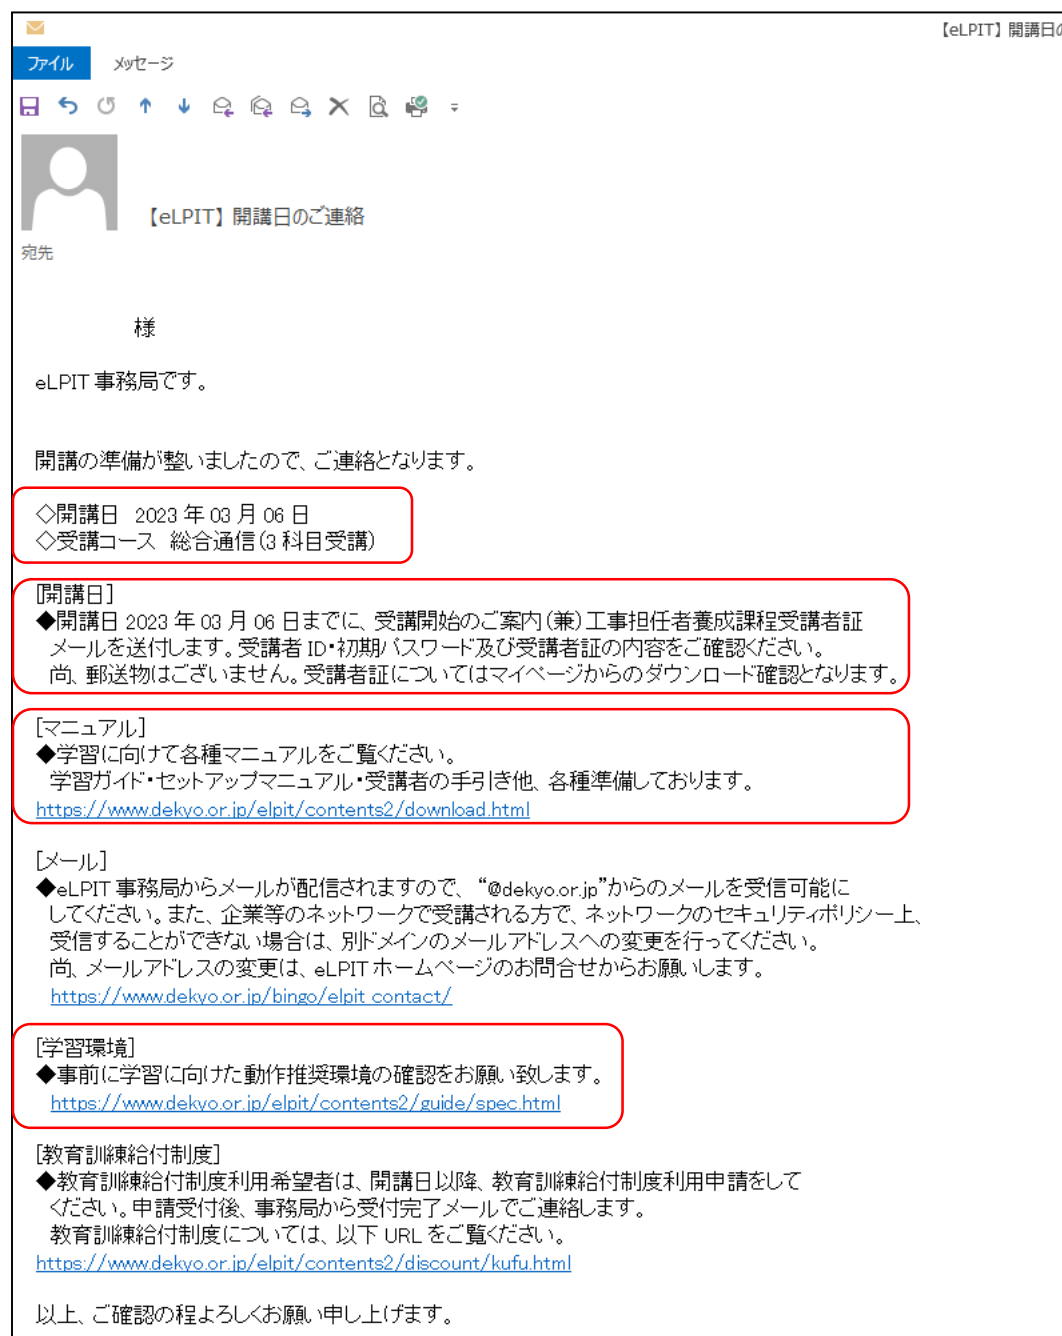 【eLPIT】開講日の
ファイル メッセージ
【eLPIT】開講日のご連絡
宛先
様
eLPIT 事務局です。
開講の準備が整いましたので、ご連絡となります。
◇開講日 2023 年 03 月 06 日
◇受講コース 総合通信(3 科目受講)
[開講日]
◆開講日 2023 年 03 月 06 日までに、受講開始のご案内(兼)工事担任者養成課程受講者証
メールを送付します。受講者 ID・初期パスワード及び受講者証の内容をご確認ください。
尚、郵送物はございません。受講者証についてはマイページからのダウンロード確認となります。
[マニュアル]
◆学習に向けて各種マニュアルをご覧ください。
学習ガイド・セットアップマニュアル・受講者の手引き他、各種準備しております。
https://www.dekyo.or.jp/elpit/contents2/download.html
[メール]
◆eLPIT 事務局からメールが配信されますので、“@dekyo.or.jp”からのメールを受信可能に
してください。また、企業等のネットワークで受講される方で、ネットワークのセキュリティポリシー上、
受信することができない場合は、別ドメインのメールアドレスへの変更を行ってください。
尚、メールアドレスの変更は、eLPIT ホームページのお問合せからお願いします。
https://www.dekyo.or.jp/bingo/elpit_contact/
[学習環境]
◆事前に学習に向けた動作推奨環境の確認をお願い致します。
https://www.dekyo.or.jp/elpit/contents2/guide/spec.html
[教育訓練給付制度]
◆教育訓練給付制度利用希望者は、開講日以降、教育訓練給付制度利用申請をして
ください。申請受付後、事務局から受付完了メールでご連絡します。
教育訓練給付制度については、以下 URL をご覧ください。
https://www.dekyo.or.jp/elpit/contents2/discount/kufu.html
以上、ご確認の程よろしくお願い申し上げます。